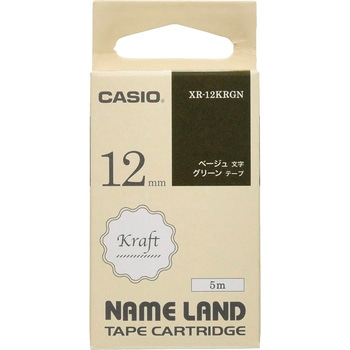 XR-12KRGN
CASIO
12mm
ベージュ 文字
グリーン テープ
Kraft
5m
NAME LAND
TAPE CARTRIDGE